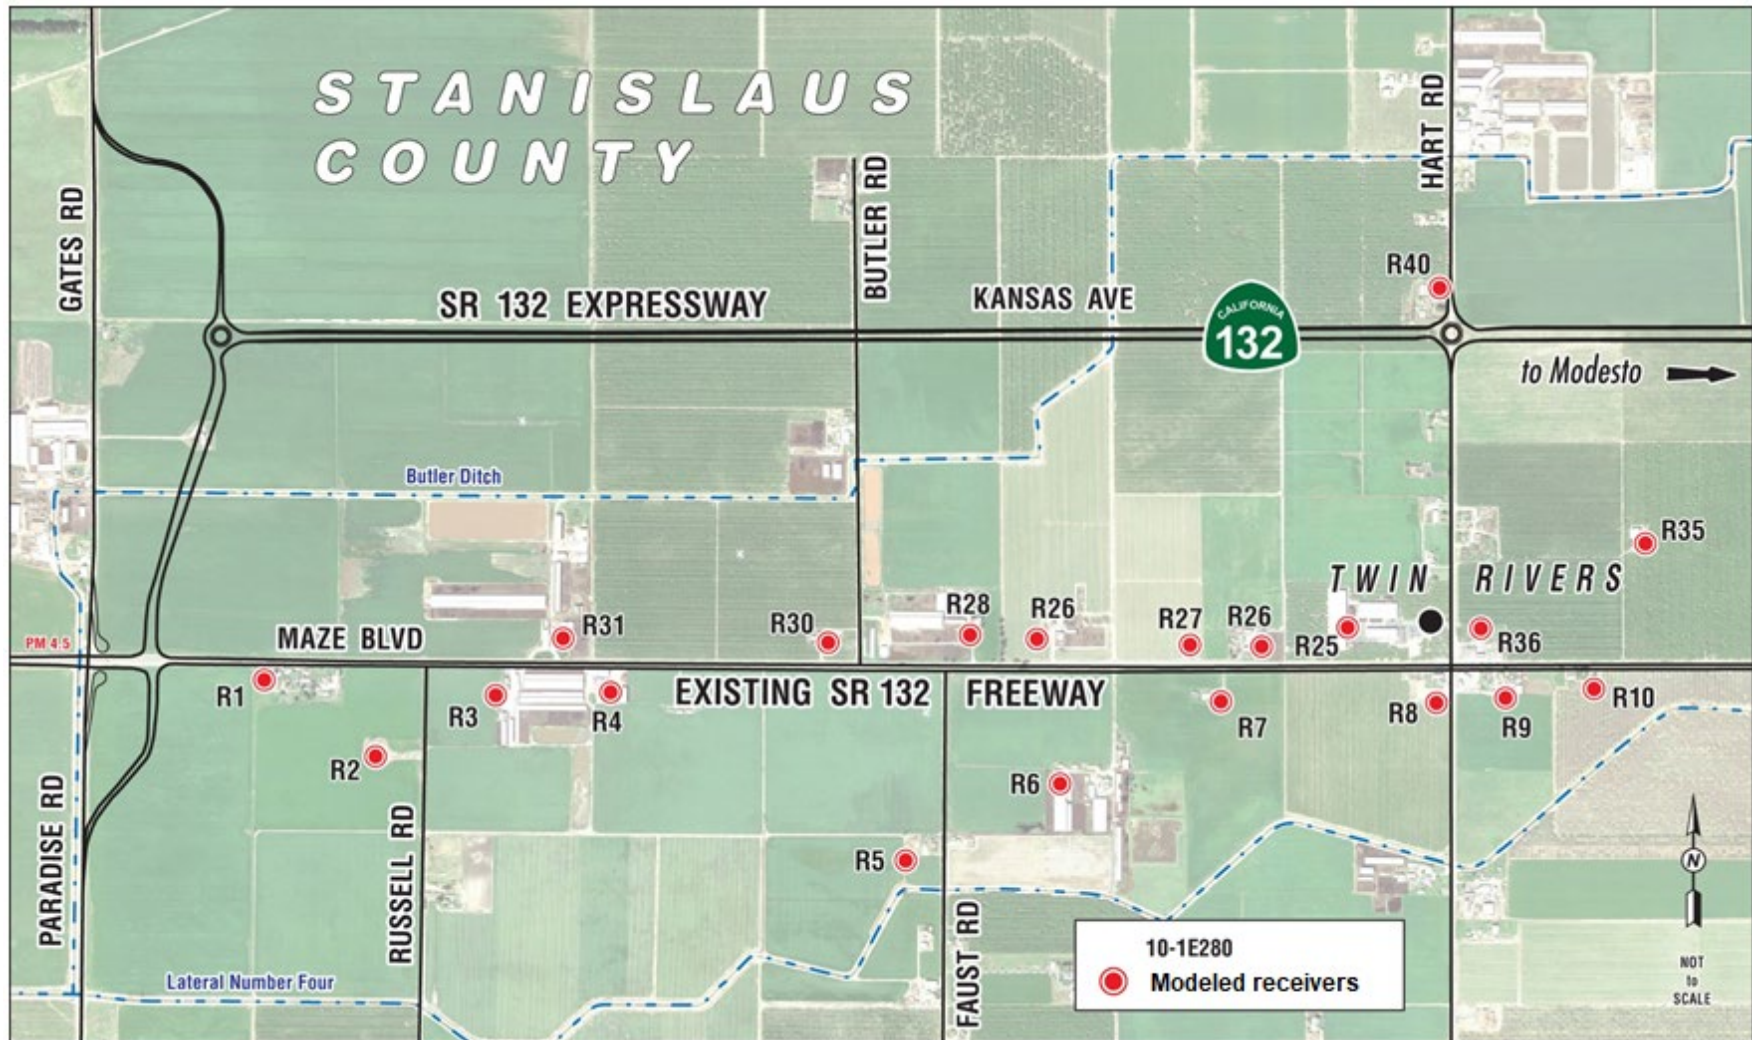 STANISLAUS
COUNTY
GATES RD
BUTLER RD
HART RD
R40
SR 132 EXPRESSWAY
KANSAS AVE
CALIFORNIA
132
to Modesto
Butler Ditch
R35
TWIN RIVERS
R31
R30
R28
R26
R27
R26
R25
R36
PM 4.5
MAZE BLVD
R1
R3
R4
EXISTING SR 132 FREEWAY
R7
R8
R9
R10
R2
R6
R5
PARADISE RD
RUSSELL RD
FAUST RD
Lateral Number Four
10-1E280
Modeled receivers
N
NOT
to
SCALE